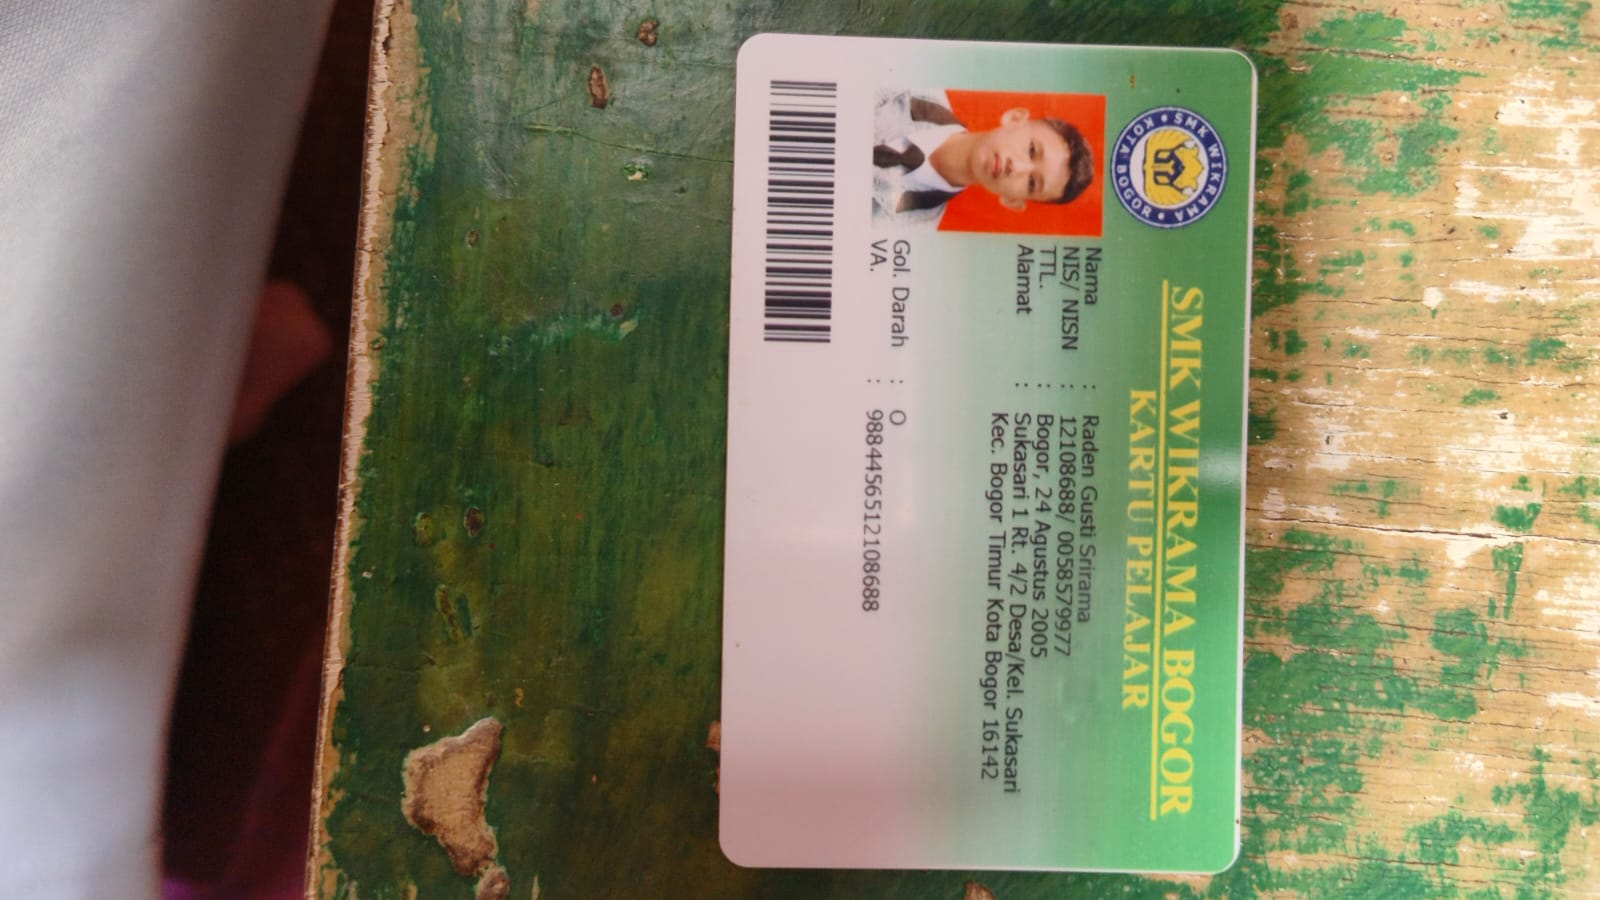 SMK WIKRAMA
KOTA BOGOR
SMK WIKRAMA BOGOR
KARTU PELAJAR
Nama : Raden Gusti Srirama
NIS/ NISN : 12108688/ 0058579977
TTL. : Bogor, 24 Agustus 2005
Alamat : Sukasari 1 Rt. 4/2 Desa/Kel. Sukasari
Kec. Bogor Timur Kota Bogor 16142
Gol. Darah : O
VA. : 9884456512108688